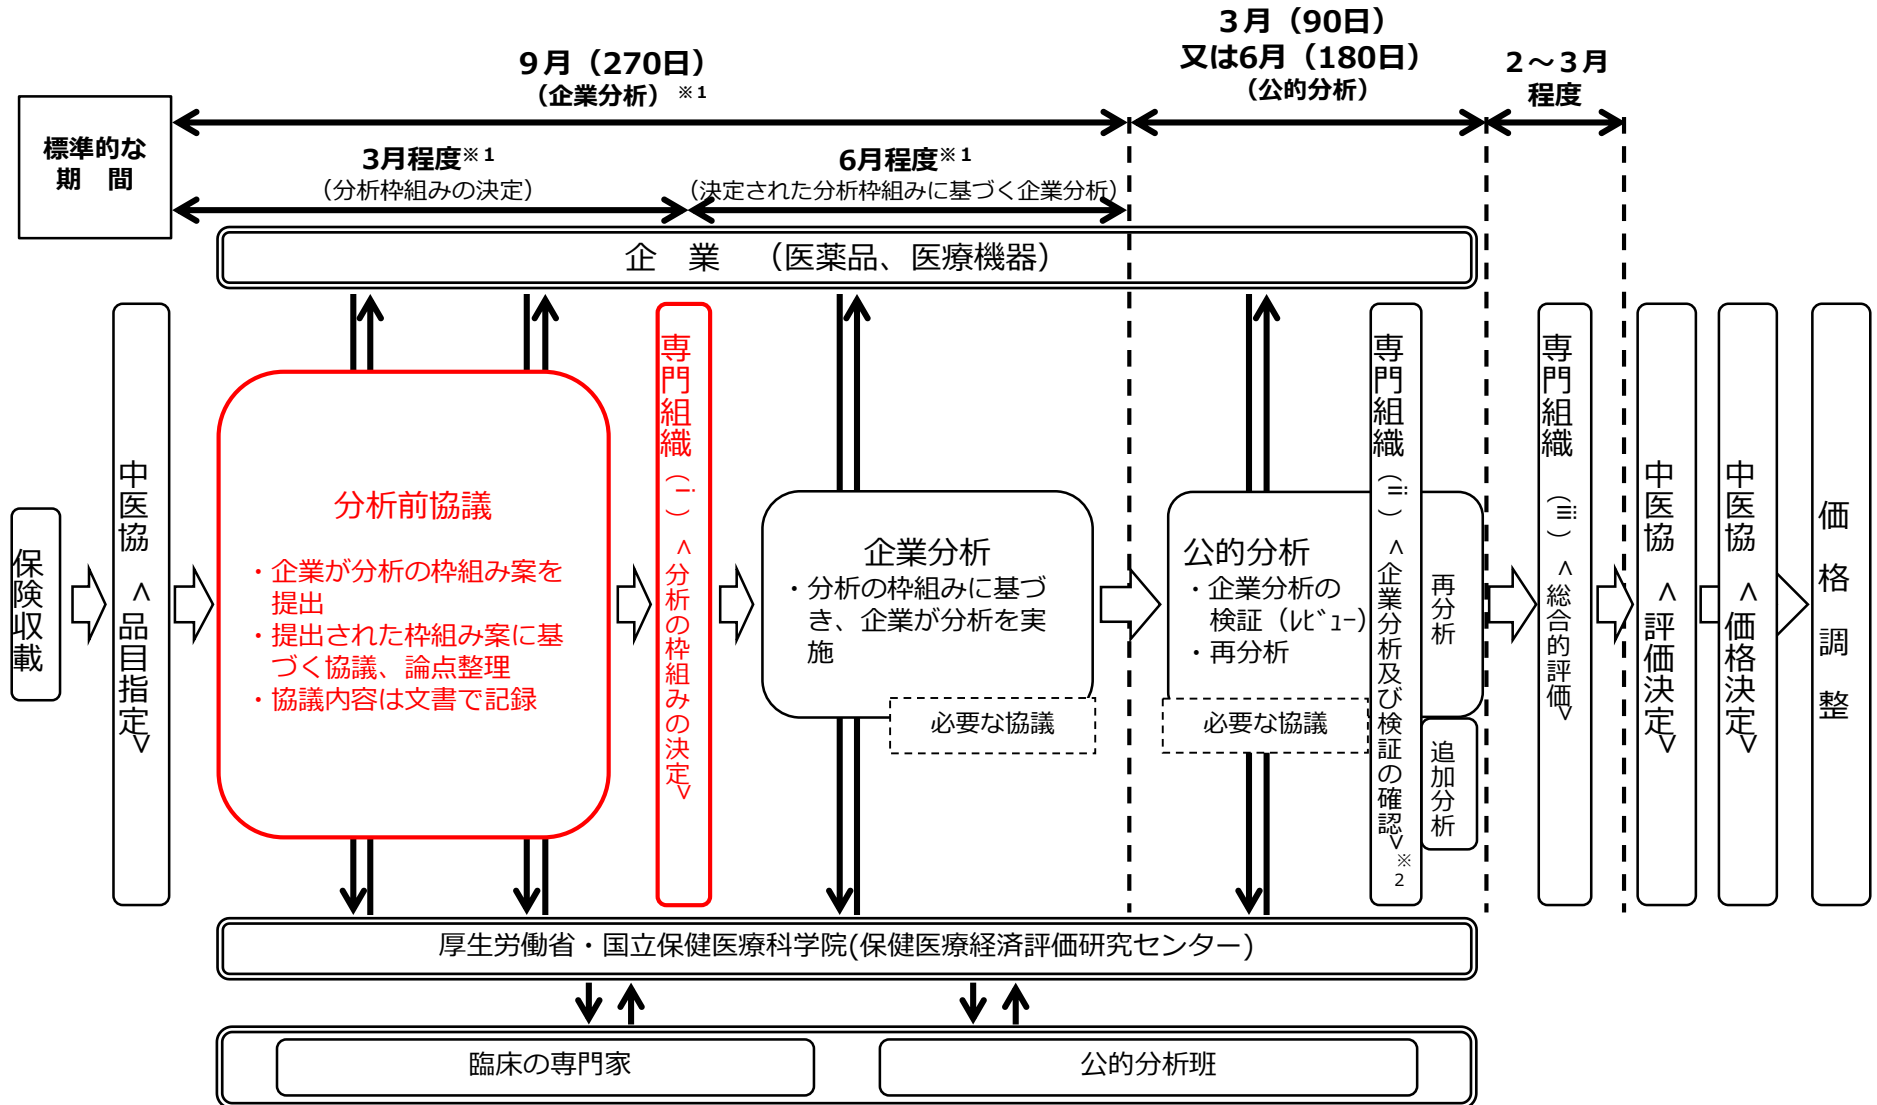 ３月（90日）
又は6月（180日）
（公的分析）
９月（270日）
（企業分析）※１
2～３月
程度
標準的な
期　間
3月程度※１
（分析枠組みの決定）
6月程度※１
（決定された分析枠組みに基づく企業分析）
企　業　（医薬品、医療機器）
保険収載
中医協　<品目指定>
分析前協議
・企業が分析の枠組み案を
提出
・提出された枠組み案に基
づく協議、論点整理
・協議内容は文書で記録
専門組織（ⅰ）<分析の枠組みの決定>
企業分析
・分析の枠組みに基づ
き、企業が分析を実
施
必要な協議
公的分析
・企業分析の
検証（ﾚﾋﾞｭｰ）
・再分析
必要な協議
専門組織（ⅱ）<企業分析及び検証の確認>※2
再分析
追加分析
専門組織　（ⅲ）<総合的評価>
中医協　<評価決定>
中医協　<価格決定>
価格調整
厚生労働省・国立保健医療科学院(保健医療経済評価研究センター)
臨床の専門家
公的分析班